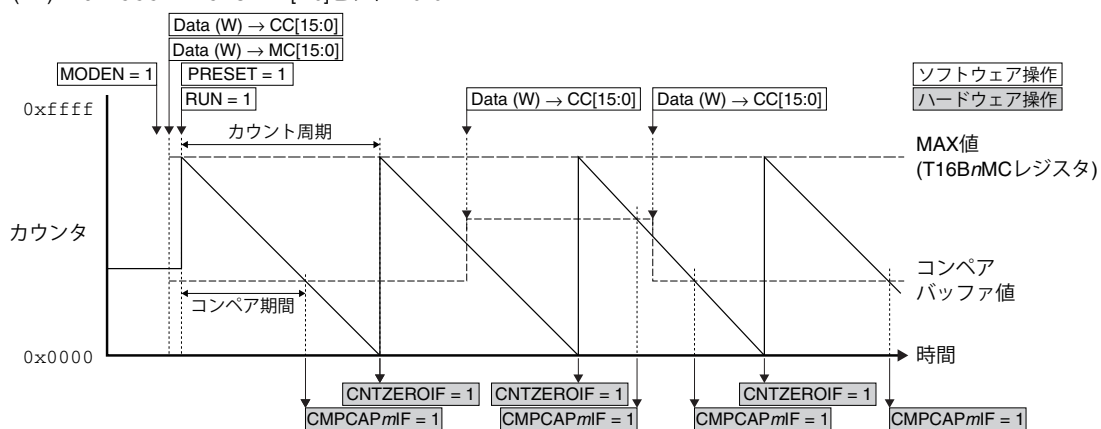 Data (W) → CC[15:0]
Data (W) → MC[15:0]
MODEN = 1
PRESET = 1
RUN = 1
Data (W) → CC[15:0]
Data (W) → CC[15:0]
ソフトウェア操作
ハードウェア操作
0xffff
カウント周期
MAX値
(T16BnMCレジスタ)
カウンタ
コンペア期間
コンペア
バッファ値
0x0000
時間
CNTZEROIF = 1
CNTZEROIF = 1
CNTZEROIF = 1
CMPCAPmIF = 1
CMPCAPmIF = 1
CMPCAPmIF = 1
CMPCAPmIF = 1